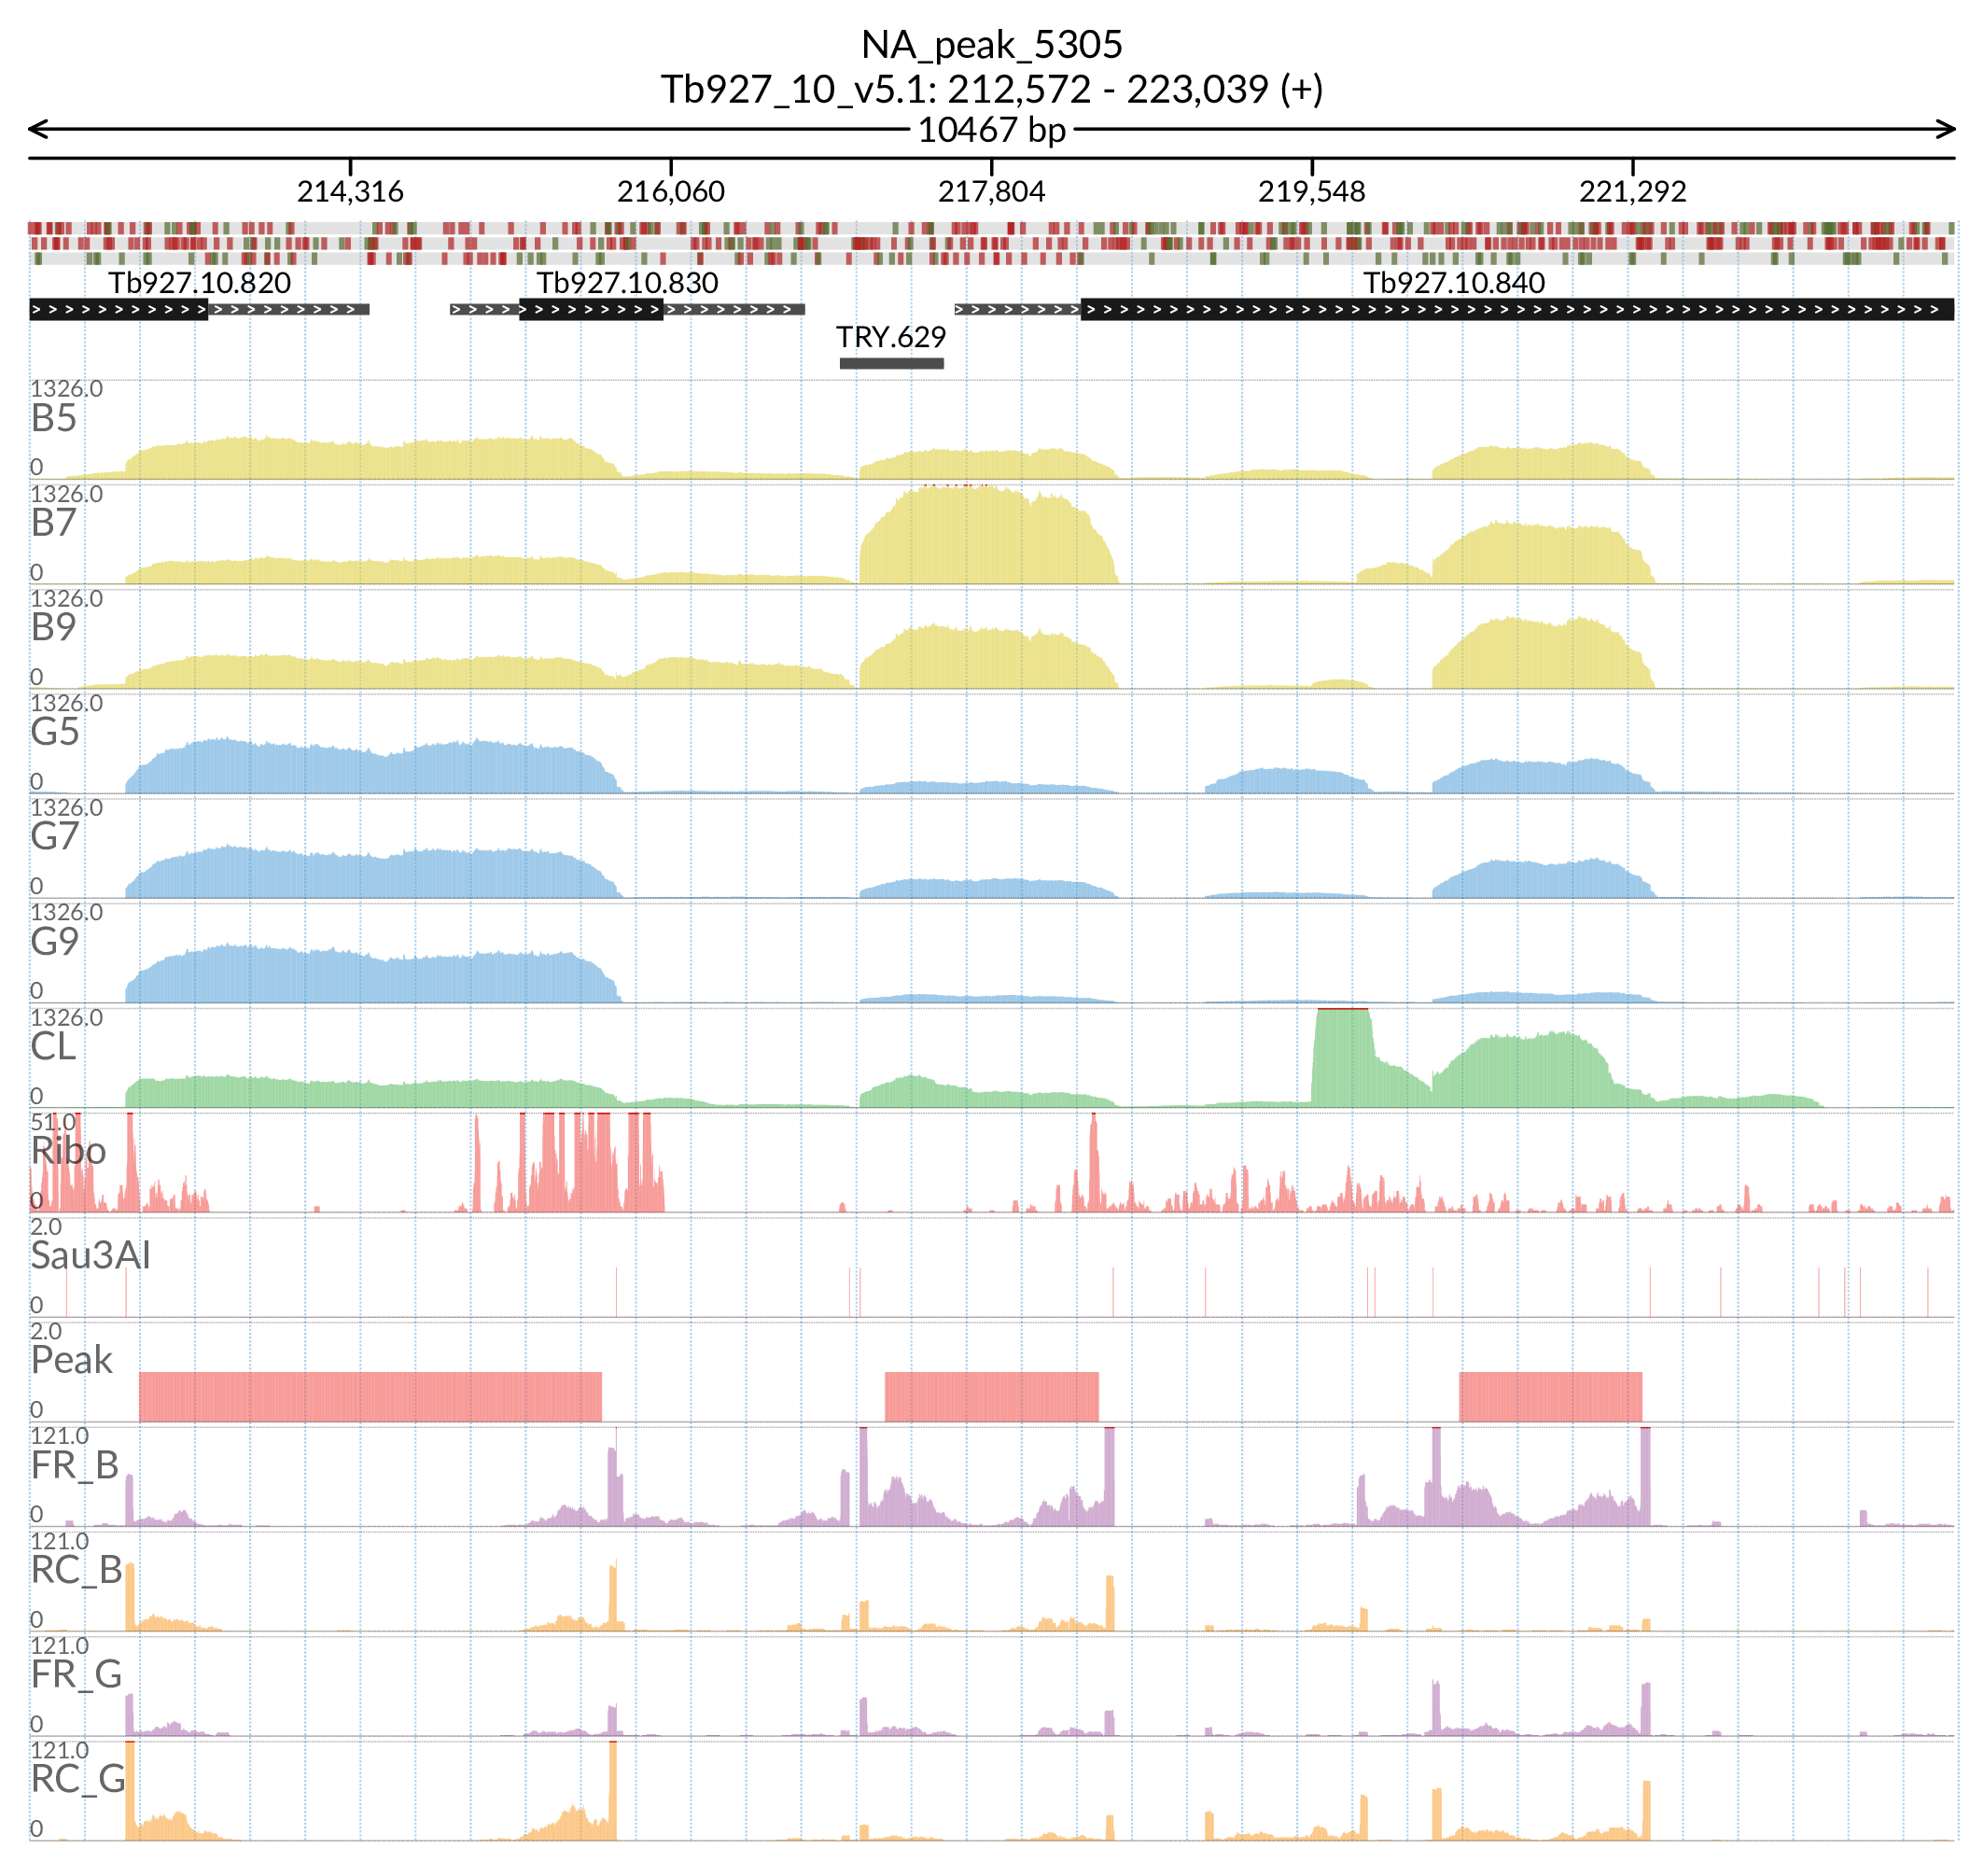 NA_peak_5305
Tb927_10_v5.1: 212,572 - 223,039 (+)
10467 bp
214,316 216,060 217,804 219,548 221,292
Tb927.10.820 Tb927.10.830 Tb927.10.840
TRY.629
1326.0
B5
0
1326.0
B7
0
1326.0
B9
0
1326.0
G5
0
1326.0
G7
0
1326.0
G9
0
1326.0
CL
0
51.0
Ribo
0
2.0
Sau3AI
0
2.0
Peak
0
121.0
FR_B
0
121.0
RC_B
0
121.0
FR_G
0
121.0
RC_G
0